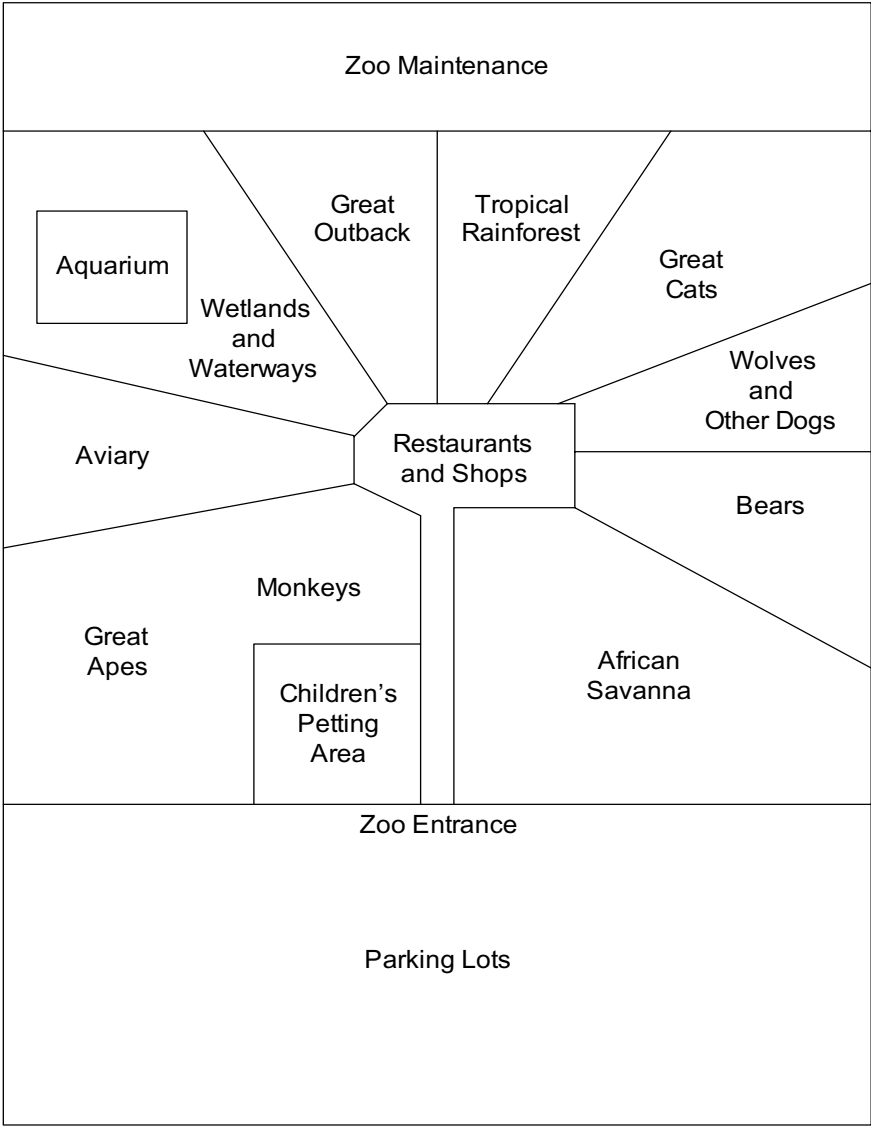 Zoo Maintenance
Great
Outback
Tropical
Rainforest
Aquarium
Great
Cats
Wetlands
and
Waterways
Wolves
and
Other Dogs
Aviary
Restaurants
and Shops
Bears
Monkeys
Great
Apes
African
Savanna
Children’s
Petting
Area
Zoo Entrance
Parking Lots